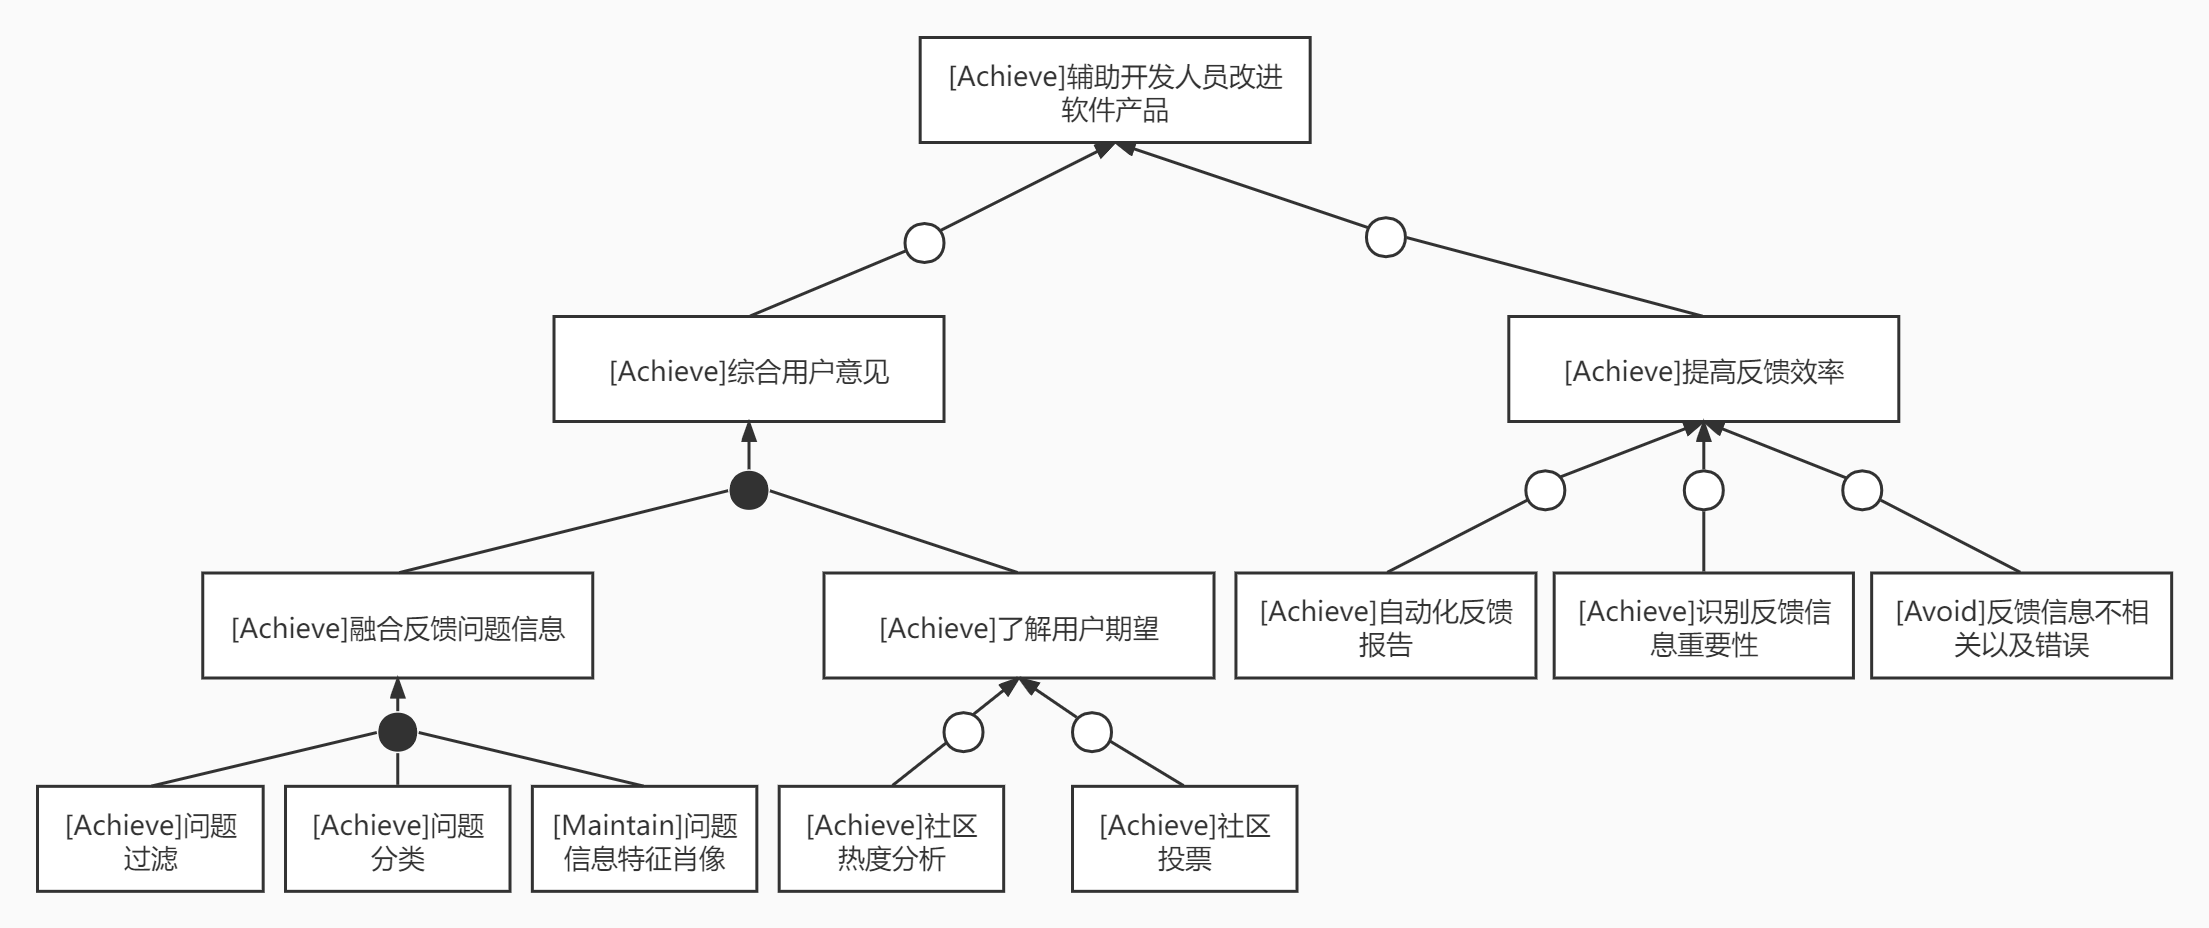 [Achieve]辅助开发人员改进
软件产品
[Achieve]综合用户意见
[Achieve]提高反馈效率
[Achieve]融合反馈问题信息
[Achieve]了解用户期望
[Achieve]自动化反馈
报告
[Achieve]识别反馈信
息重要性
[Avoid]反馈信息不相
关以及错误
[Achieve]问题
过滤
[Achieve]问题
分类
[Maintain]问题
信息特征肖像
[Achieve]社区
热度分析
[Achieve]社区
投票